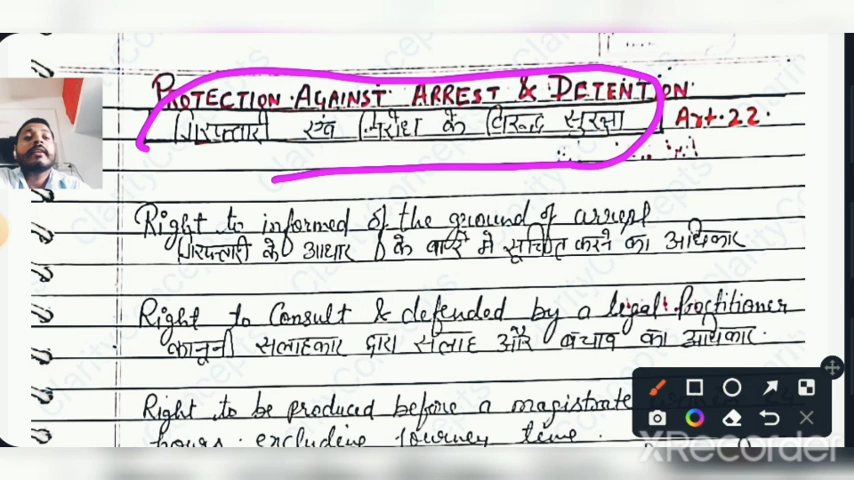 PROTECTION AGAINST ARREST & DETENTION
गिरफ्तारी एवं निरोध के विरूद्ध सुरक्षा Art. 22.
Right to informed of the ground of arrest
गिरफ्तारी के आधार के बारे मे सूचित करने का अधिकार
Right to Consult & defended by a legal Practitioner
कानूनी सलाहकार द्वारा सलाह और बचाव का अधिकार.
Right to be produced before a magistrate
hours. excluding Journey time.
XRecorder